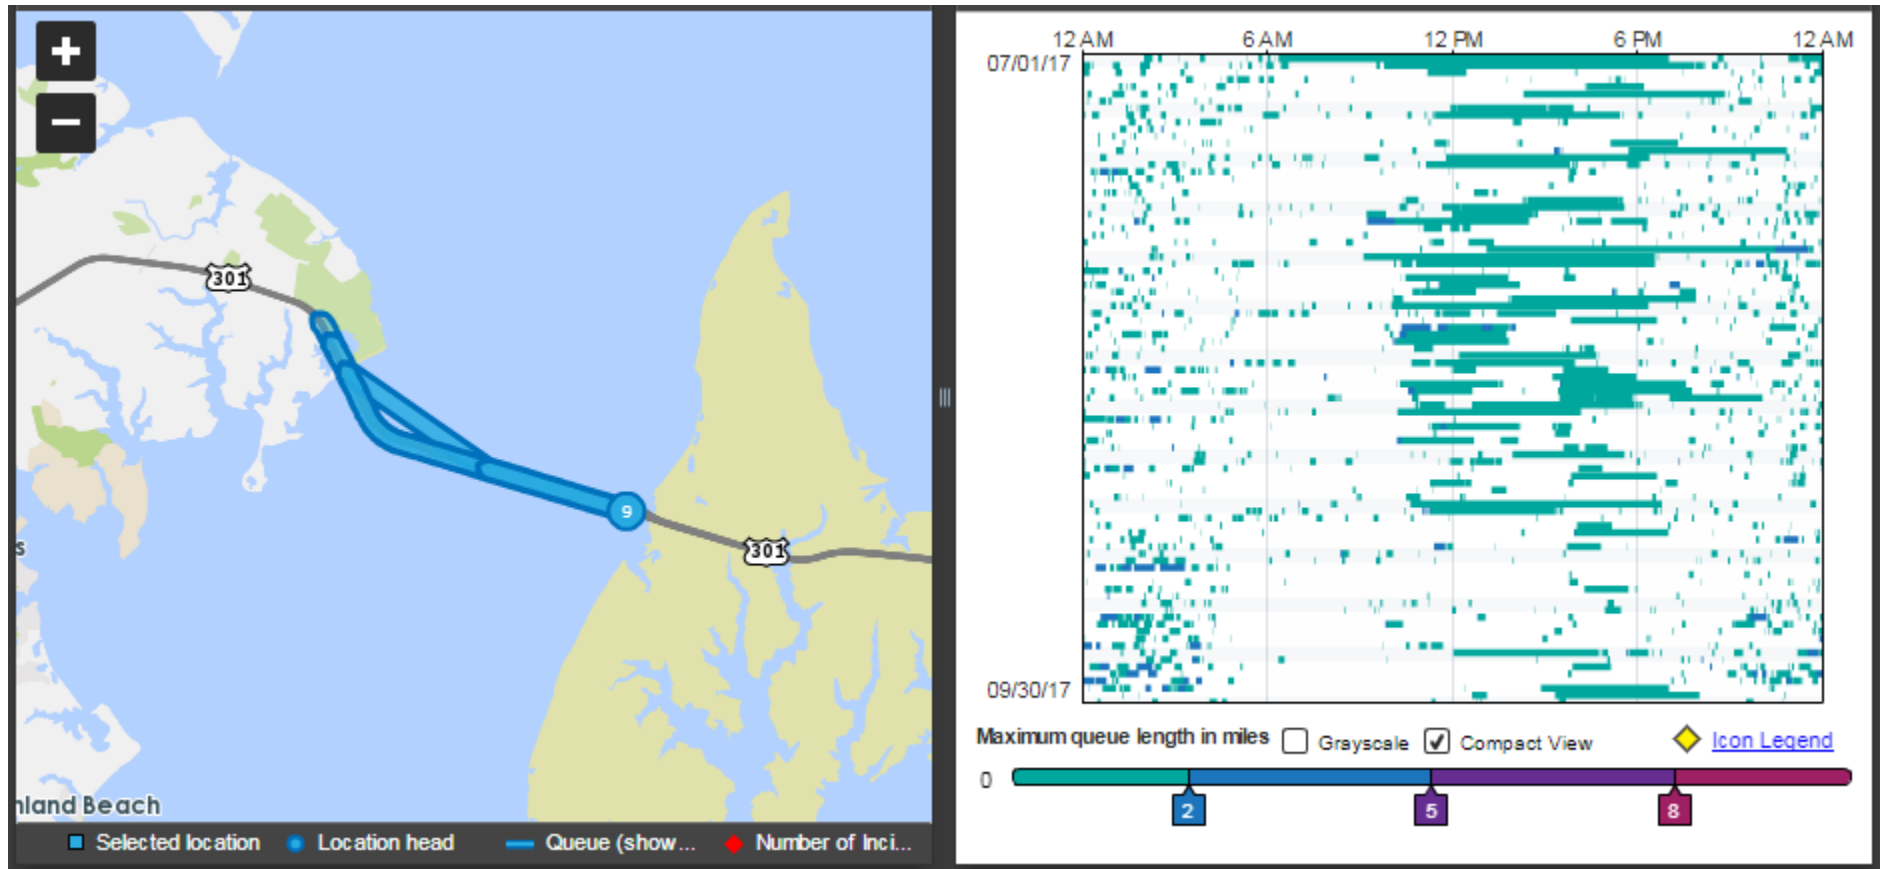 +
−
301
9
301
s
nland Beach
Selected location
Location head
Queue (show...
Number of Inci...
12 AM
6 AM
12 PM
6 PM
12 AM
07/01/17
09/30/17
Maximum queue length in miles
Grayscale
Compact View
Icon Legend
0
2
5
8